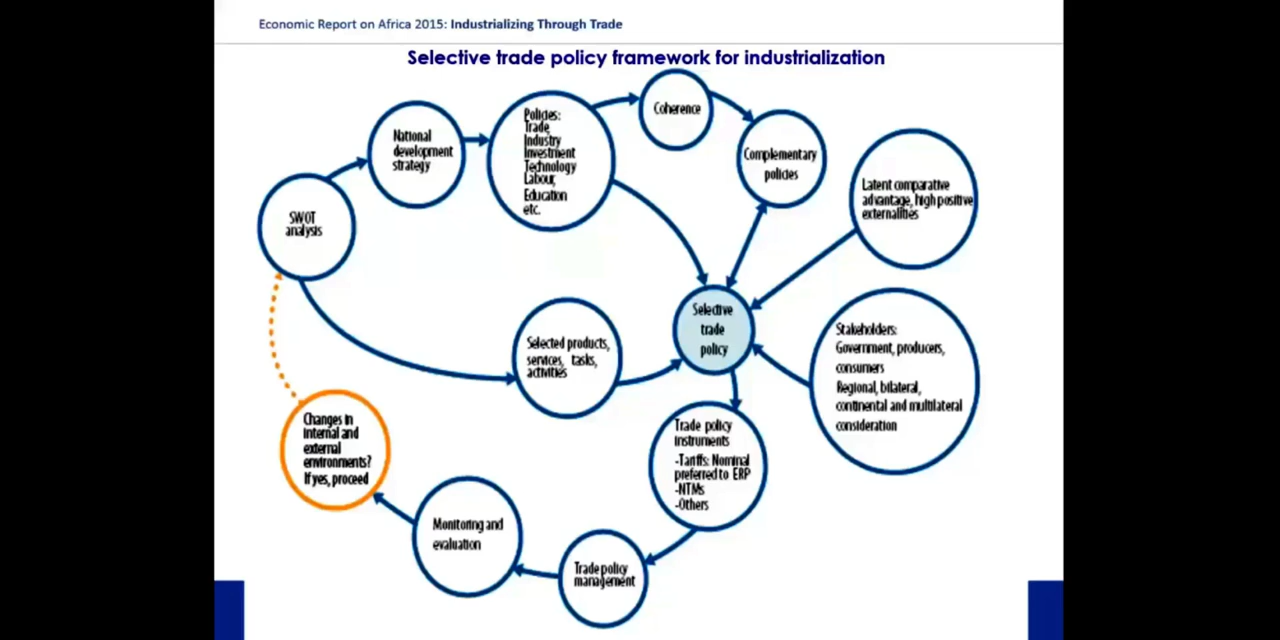 Economic Report on Africa 2015: Industrializing Through Trade
Selective trade policy framework for industrialization
SWOT
analysis
National
development
strategy
Policies:
Trade,
Industry
Investment
Technology
Labour,
Education
etc.
Coherence
Complementary
policies
Latent comparative
advantage, high positive
externalities
Selected products,
services, tasks,
activities
Selective
trade
policy
Stakeholders:
Government, producers,
consumers
Regional, bilateral,
continental and multilateral
consideration
Trade policy
instruments
-Tariffs: Nominal
preferred to ERP
-NTMs
-Others
Trade policy
management
Monitoring and
evaluation
Changes in
internal and
external
environments?
If yes, proceed